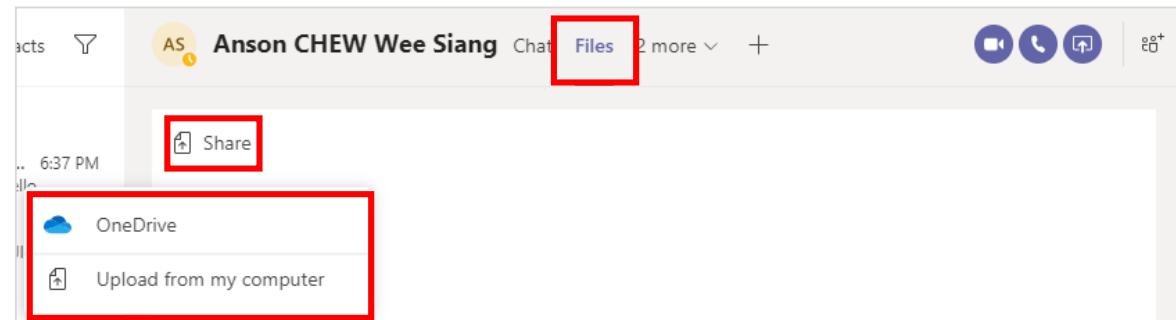 acts AS Anson CHEW Wee Siang Chat Files 2 more +
Share
... 6:37 PM
OneDrive
Upload from my computer